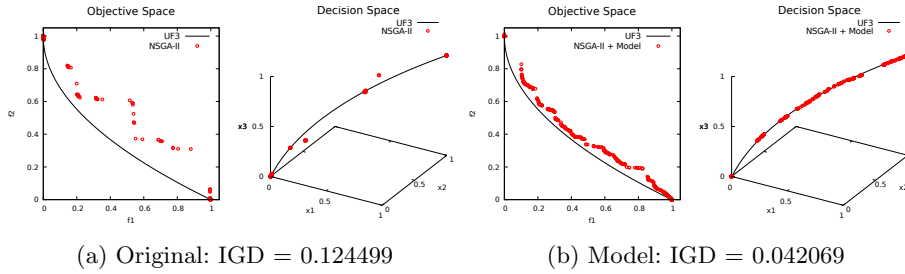 Objective Space
UF3
NSGA-II
f2
1
0.8
0.6
0.4
0.2
0
0
0.2
0.4
0.6
0.8
1
f1
Decision Space
UF3
NSGA-II
x3
1
0.5
0
0
0.5
1
x1
0
0.5
1
x2
(a) Original: IGD = 0.124499
Objective Space
UF3
NSGA-II + Model
f2
1
0.8
0.6
0.4
0.2
0
0
0.2
0.4
0.6
0.8
1
f1
Decision Space
UF3
NSGA-II + Model
x3
1
0.5
0
0
0.5
1
x1
0
0.5
x2
(b) Model: IGD = 0.042069